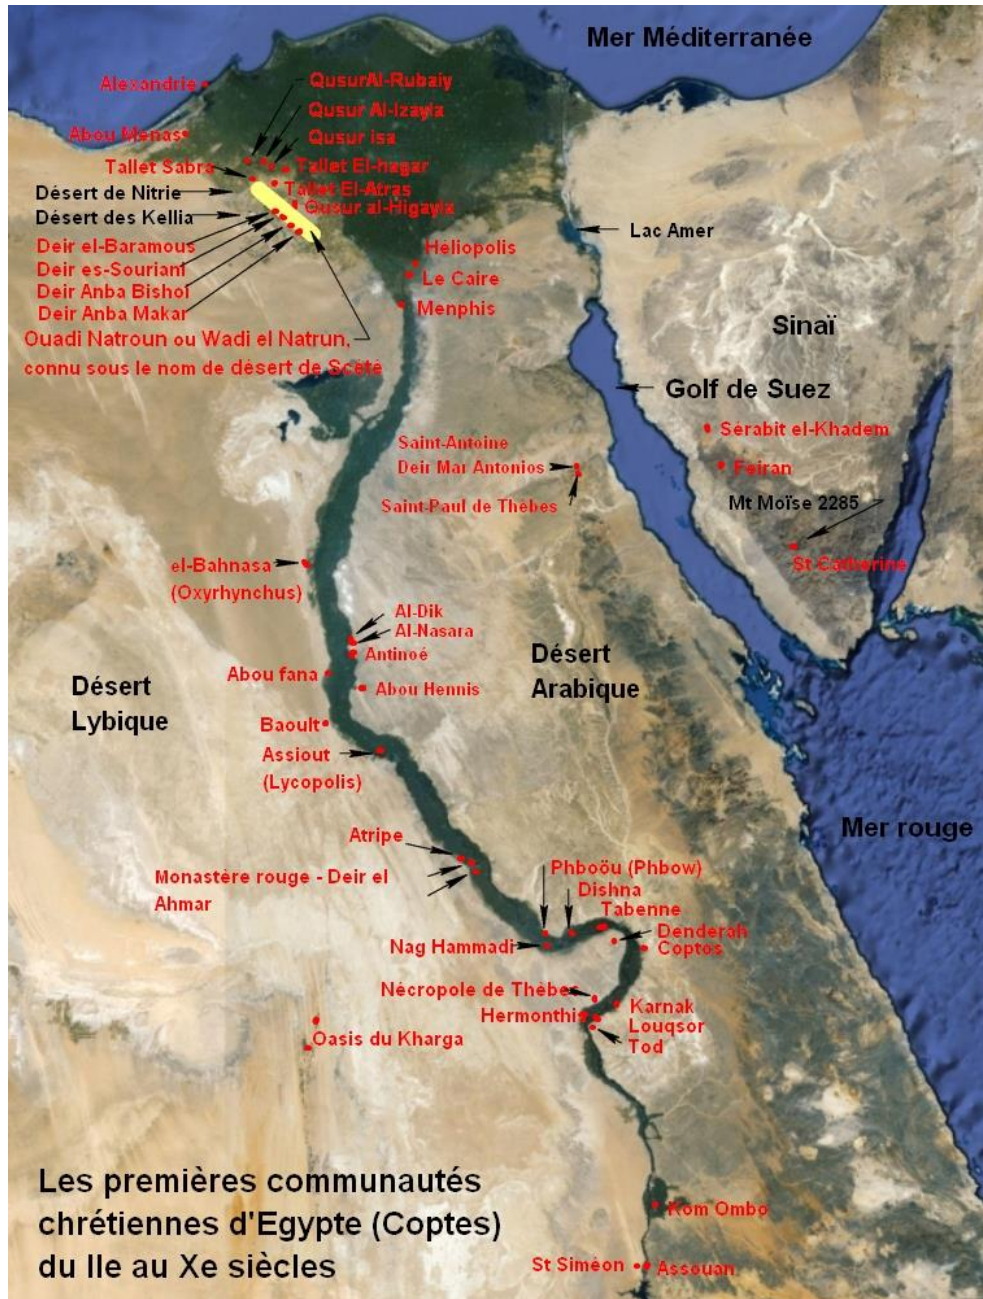 Mer Méditerranée
Alexandrie
QusurAl-Rubaiy
Qusur Al-Izayla
Abou Menas
Qusur isa
Tallet Sabra
Tallet El-hagar
Désert de Nitrie
Tallet El-Atras
Désert des Kellia
Qusur al-Higayla
Lac Amer
Deir el-Baramous
Héliopolis
Deir es-Souriani
Le Caire
Deir Anba Bishoi
Deir Anba Makar
Menphis
Sinaï
Ouadi Natroun ou Wadi el Natrun,
connu sous le nom de désert de Scété
Golf de Suez
Serabit el-Khadem
Saint-Antoine
Deir Mar Antonios
Feiran
Saint-Paul de Thèbes
Mt Moïse 2285
St Catherine
el-Bahnasa
(Oxyrhynchus)
Al-Dik
Al-Nasara
Antinoé
Désert
Arabique
Abou fana
Abou Hennis
Désert
Lybique
Baoult
Assiout
(Lycopolis)
Mer rouge
Atripe
Monastère rouge - Deir el
Ahmar
Phboöu (Phbow)
Dishna
Tabenne
Denderah
Nag Hammadi
Coptos
Nécropole de Thèbes
Karnak
Hermonthis
Louqsor
Tod
Oasis du Kharga
Les premières communautés
chrétiennes d'Egypte (Coptes)
du IIe au Xe siècles
Kom Ombo
St Siméon
Assouan